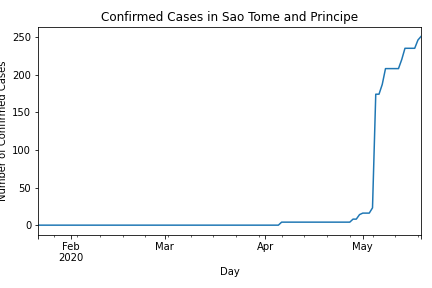 Confirmed Cases in Sao Tome and Principe
Number of Confirmed Cases
250
200
150
100
50
0
Feb
2020
Mar
Apr
May
Day